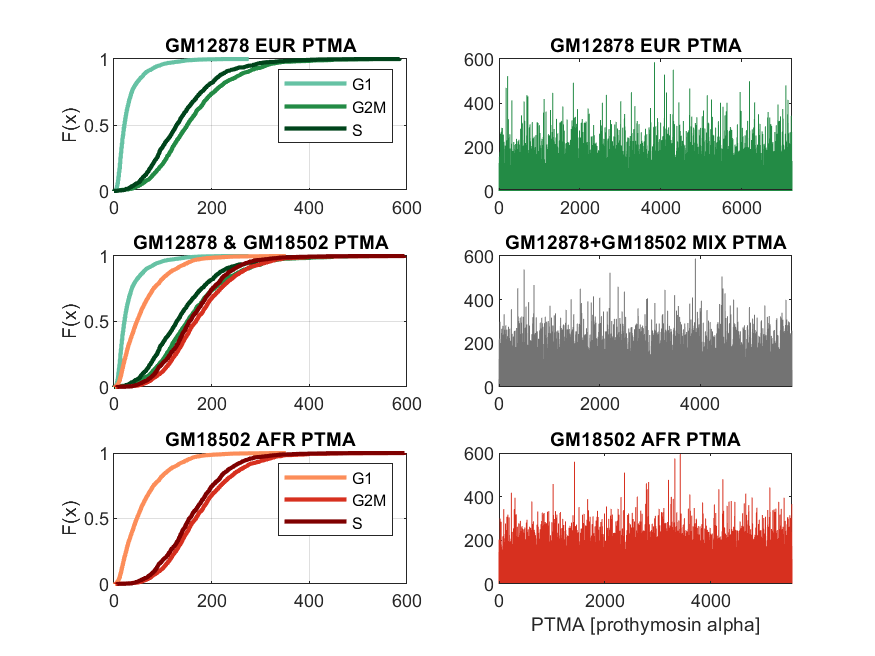 GM12878 EUR PTMA
F(x)
1
0.5
0
0 200 400 600
G1
G2M
S
GM12878 EUR PTMA
600
400
200
0
0 2000 4000 6000
GM12878 & GM18502 PTMA
F(x)
1
0.5
0
0 200 400 600
GM12878+GM18502 MIX PTMA
600
400
200
0
0 2000 4000
GM18502 AFR PTMA
F(x)
1
0.5
0
0 200 400 600
G1
G2M
S
GM18502 AFR PTMA
600
400
200
0
0 2000 4000
PTMA [prothymosin alpha]